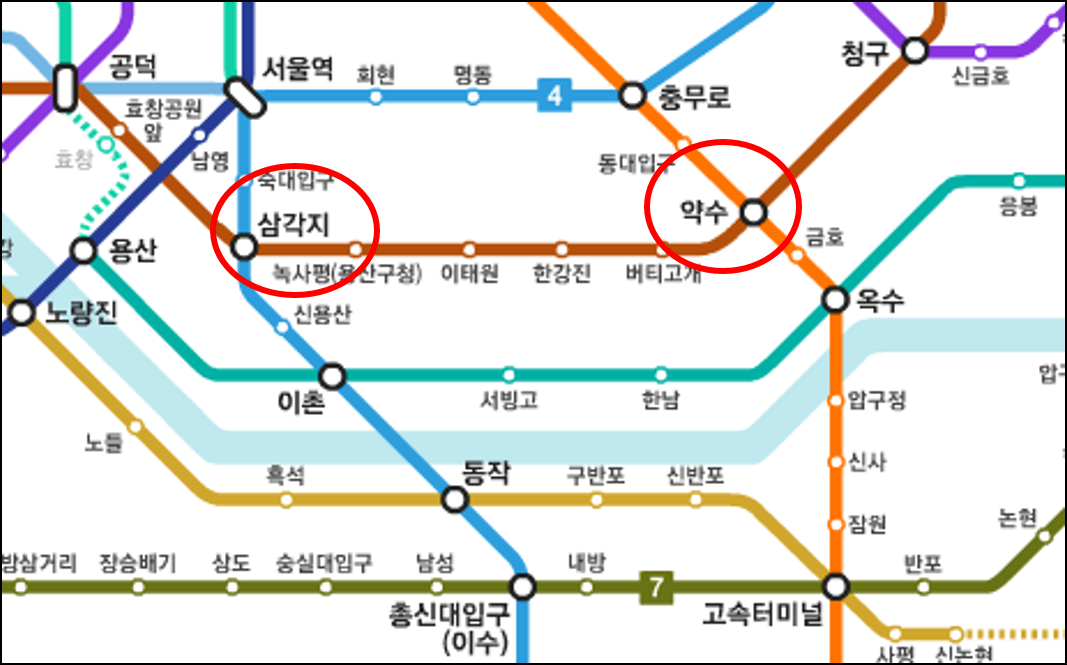 공덕
서울역
회현
명동
4
충무로
청구
신금호
효창공원
앞
효창
남영
숙대입구
동대입구
삼각지
약수
금호
응봉
용산
녹사평(용산구청)
이태원
한강진
버티고개
노량진
신용산
옥수
이촌
서빙고
한남
압구정
노들
흑석
동작
구반포
신반포
신사
잠원
논현
방삼거리
장승배기
상도
숭실대입구
남성
내방
7
반포
총신대입구
(이수)
고속터미널
사평
신논현